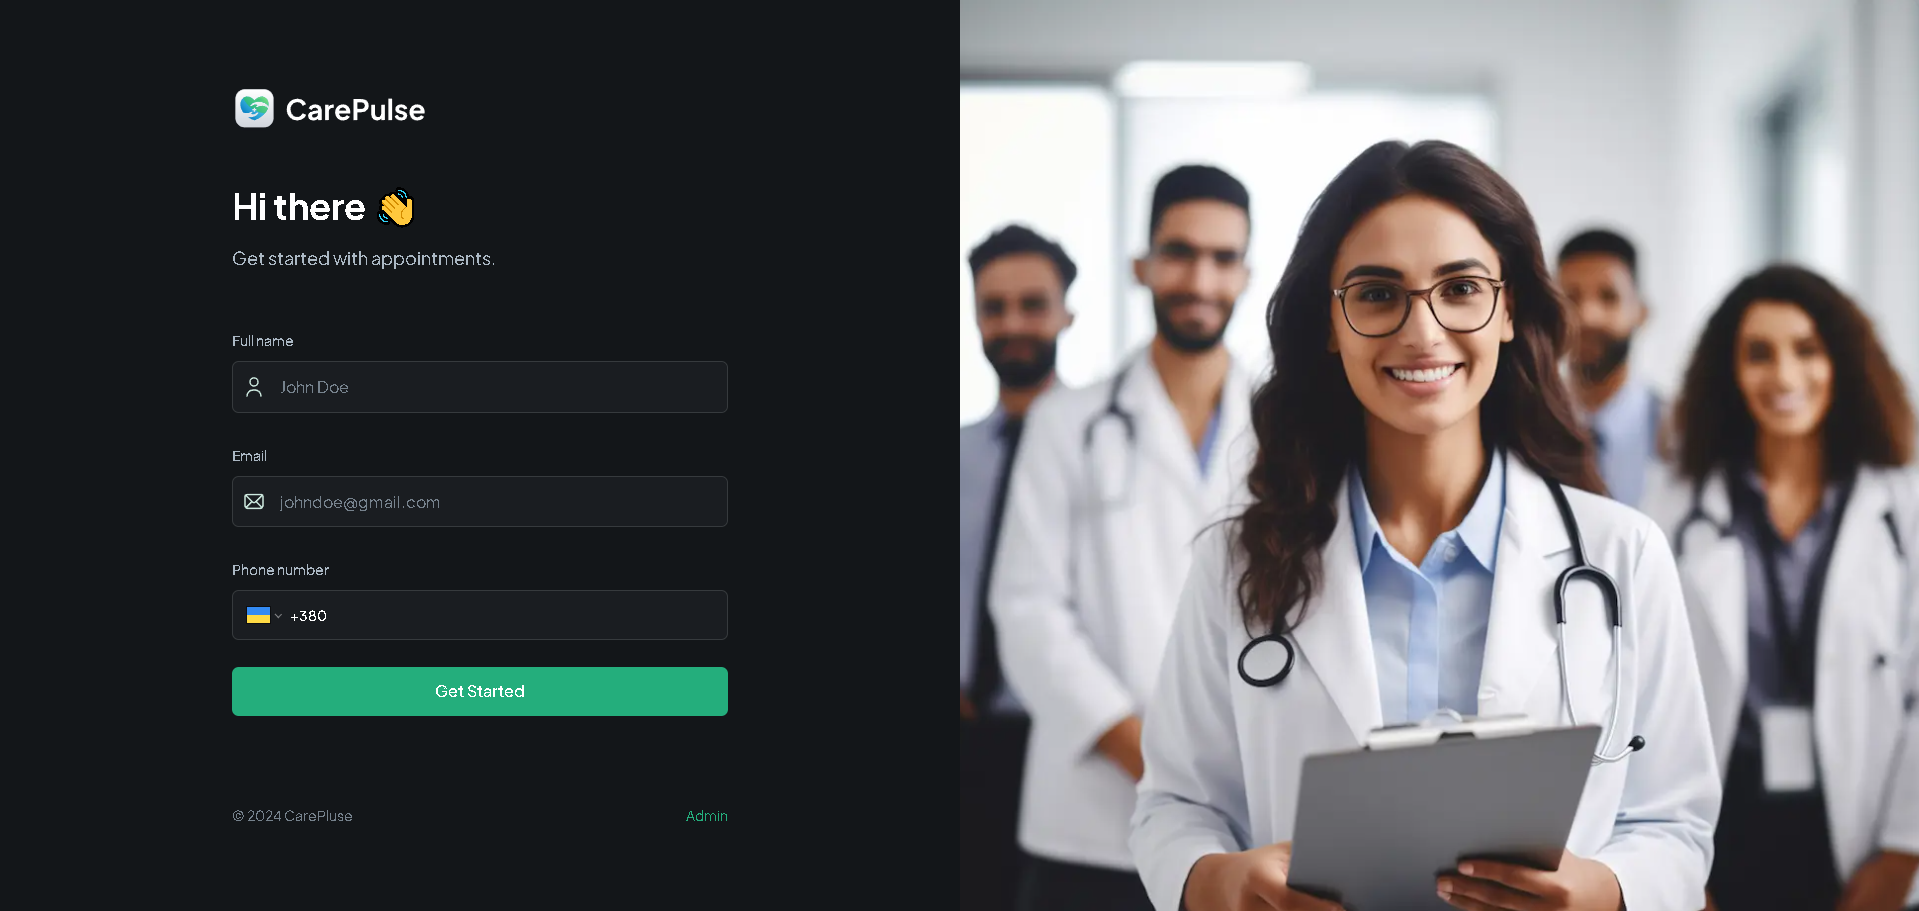 CarePulse
Hi there 👋
Get started with appointments.
Full name
John Doe
Email
johndoe@gmail.com
Phone number
+380
Get Started
© 2024 CarePluse
Admin